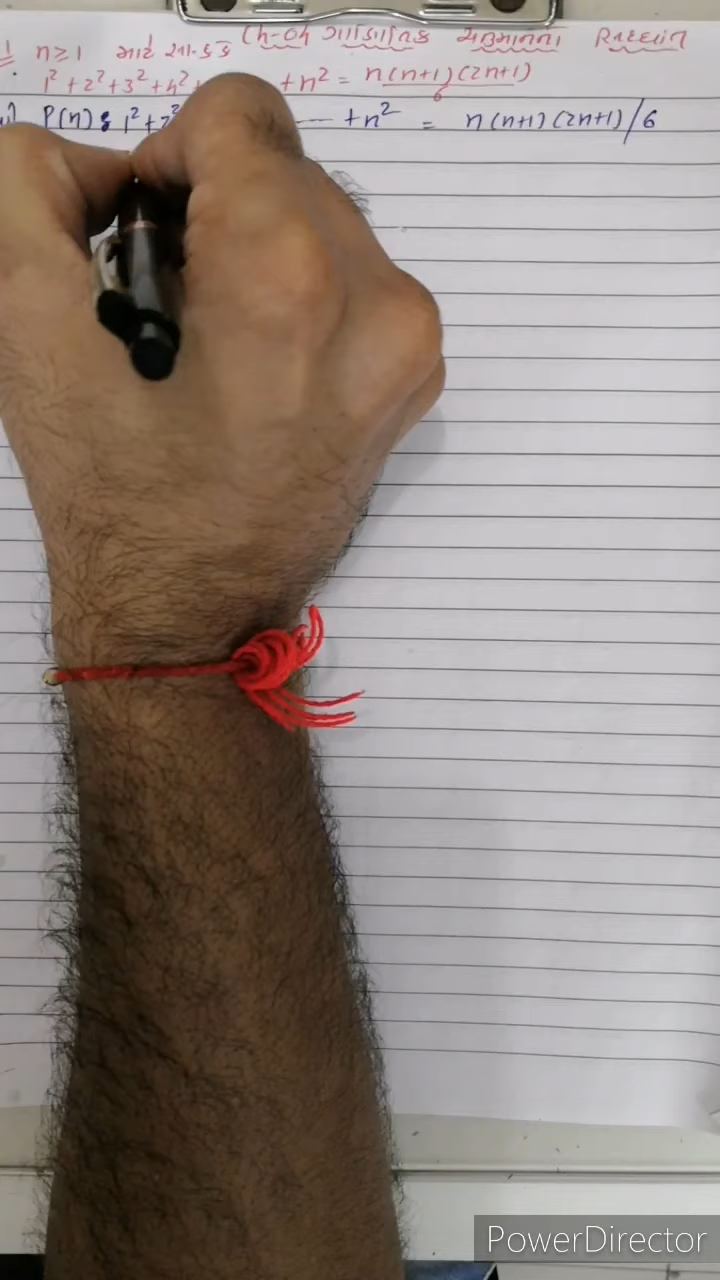 Ch-04 ગાણિતિક અનુમાનનો સિદ્ધાંત
n ≥ 1 માટે સા.ક.કે
1² + 2² + 3² + 4² + + n² = n(n+1)(2n+1)/6
P(n) : 1² + 2² + n² = n(n+1)(2n+1)/6
PowerDirector